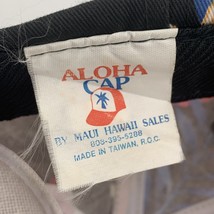 ALOHA
CAP
BY MAUI HAWAII SALES
808-395-5288
MADE IN TAIWAN, R.O.C.